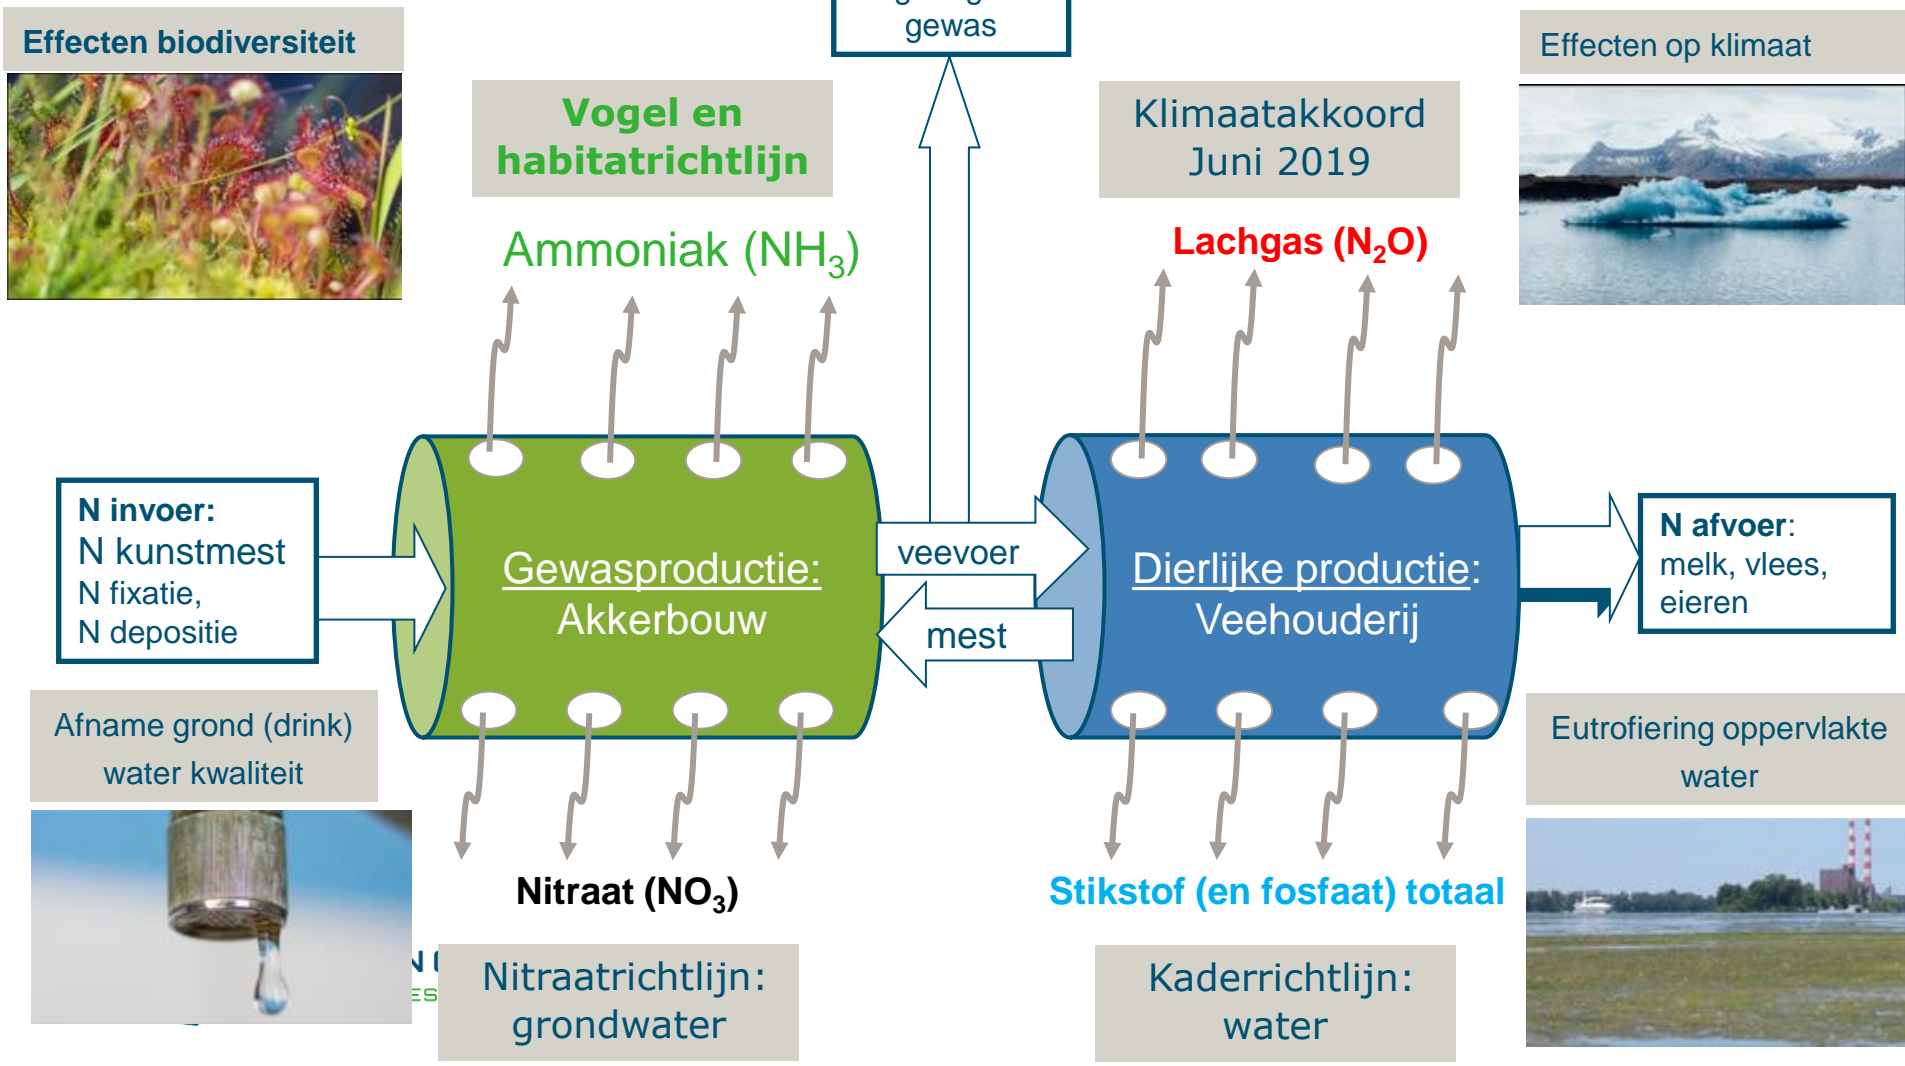 gewas
Effecten biodiversiteit
Effecten op klimaat
Vogel en
habitatrichtlijn
Klimaatakkoord
Juni 2019
Ammoniak (NH₃)
Lachgas (N₂O)
N invoer:
N kunstmest
N fixatie,
N depositie
Gewasproductie:
Akkerbouw
veevoer
mest
Dierlijke productie:
Veehouderij
N afvoer:
melk, vlees,
eieren
Afname grond (drink)
water kwaliteit
Eutrofiering oppervlakte
water
Nitraat (NO₃)
Stikstof (en fosfaat) totaal
Nitraatrichtlijn:
grondwater
Kaderrichtlijn:
water